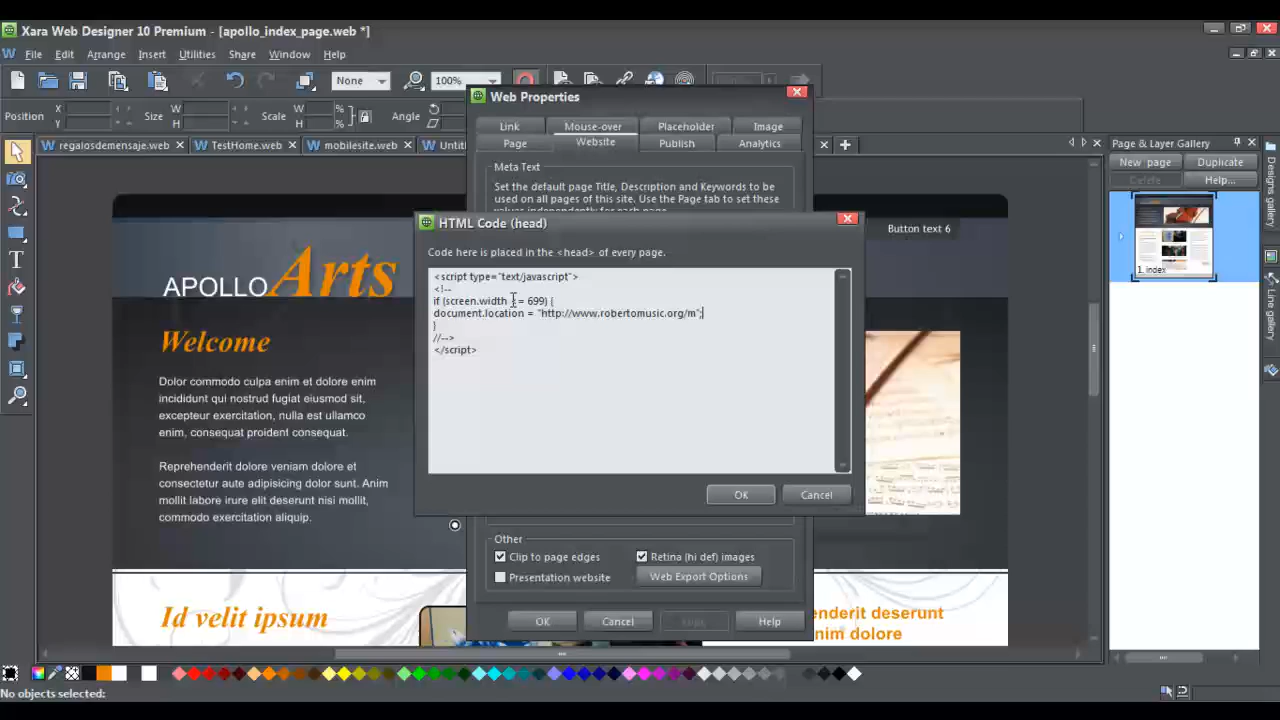 Xara Web Designer 10 Premium - [apollo_index_page.web *]
File Edit Arrange Insert Utilities Share Window Help
None 100%
Position X Y Size W H Scale W H % % Angle
regalosdemensaje.web TestHome.web mobilesite.web Untit
Page & Layer Gallery
New page Duplicate
Delete Help...
1. index
Designs gallery
Page & Layer Gallery
Line Gallery
Web Properties
Link Mouse-over Placeholder Image
Page Website Publish Analytics
Meta Text
Set the default page Title, Description and Keywords to be
used on all pages of this site. Use the Page tab to set these
values independently for each page.
HTML Code (head)
Code here is placed in the <head> of every page.
<script type="text/javascript">
<!--
if (screen.width = 699) {
document.location = "http://www.robertomusic.org/m";
}
//-->
</script>
OK Cancel
Other
Clip to page edges Retina (hi def) images
Presentation website Web Export Options
OK Cancel Help
Button text 6
APOLLO Arts
Welcome
Dolor commodo culpa enim et dolore enim
incididunt qui nostrud fugiat eiusmod sit,
excepteur exercitation, nulla est ullamco
enim, consequat proident consequat.
Reprehenderit dolore veniam dolore et
consectetur aute adipisicing dolor sunt. Anim
mollit labore irure elit deserunt nisi mollit,
commodo exercitation aliquip.
Id velit ipsum
enderit deserunt
nim dolore
No objects selected: